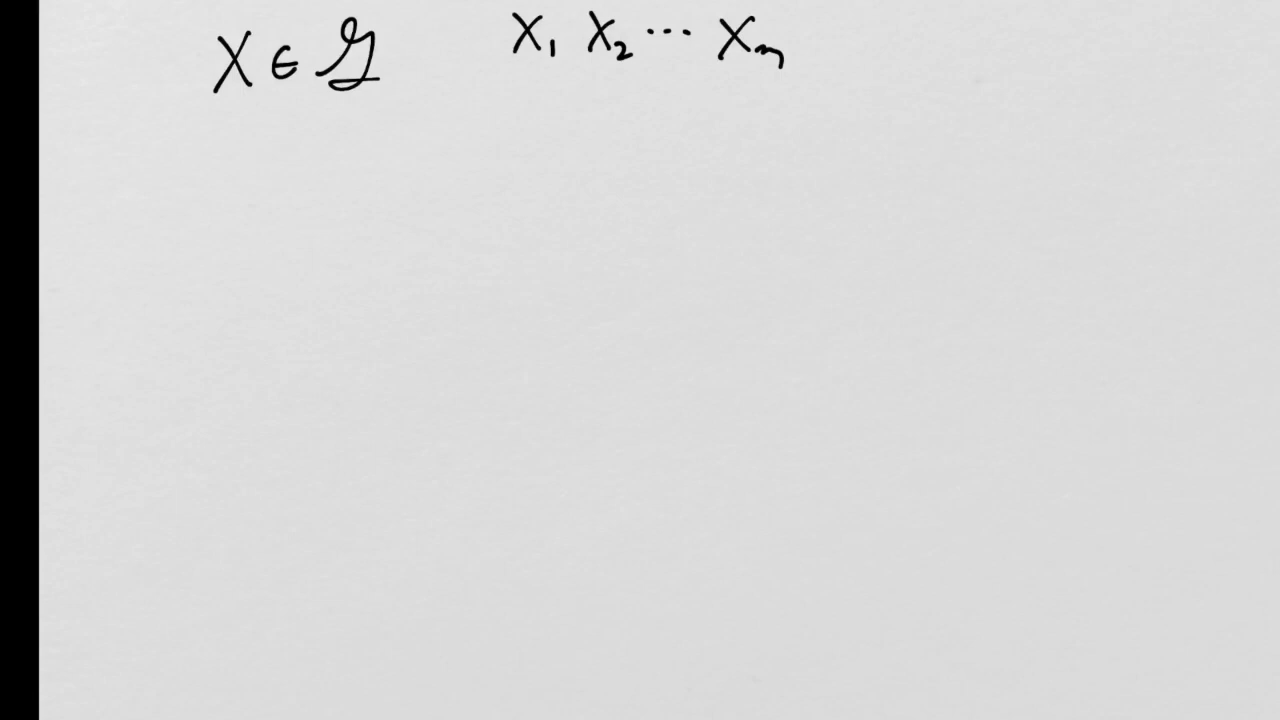 X ∈ 𝒢 X₁ X₂ ⋯ Xₙ